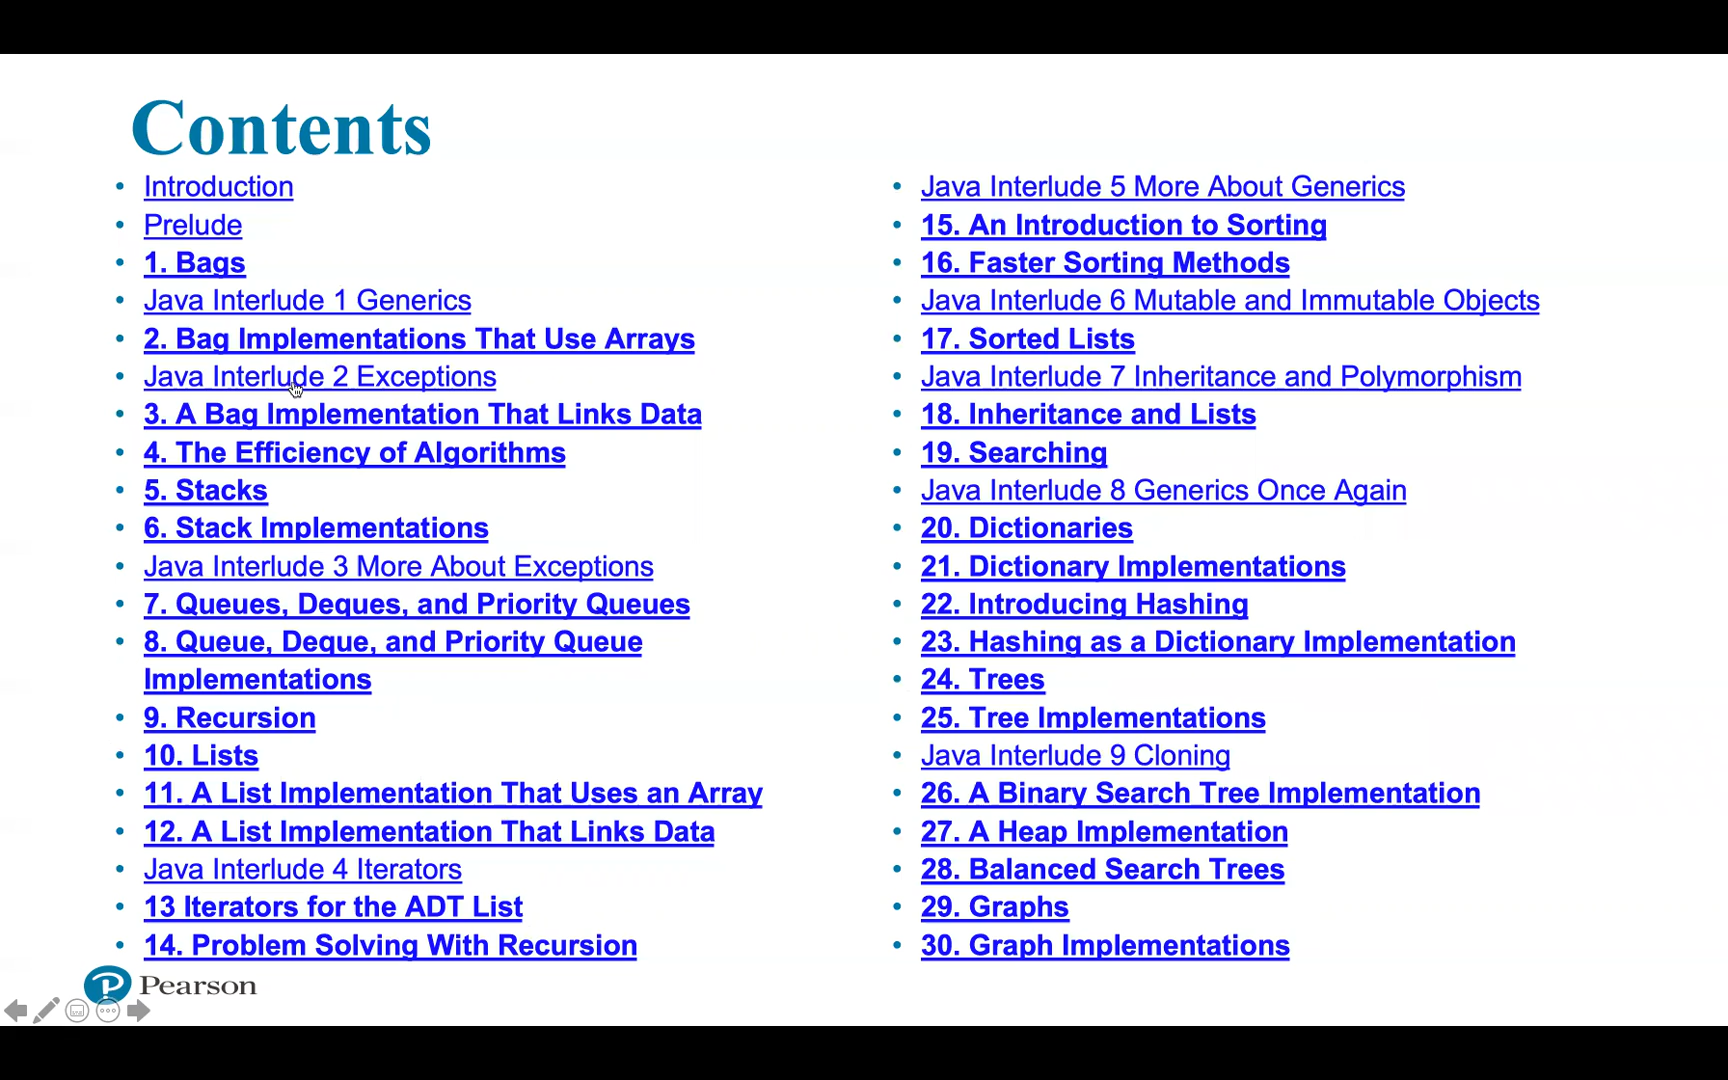 Contents
• Introduction
• Prelude
• 1. Bags
• Java Interlude 1 Generics
• 2. Bag Implementations That Use Arrays
• Java Interlude 2 Exceptions
• 3. A Bag Implementation That Links Data
• 4. The Efficiency of Algorithms
• 5. Stacks
• 6. Stack Implementations
• Java Interlude 3 More About Exceptions
• 7. Queues, Deques, and Priority Queues
• 8. Queue, Deque, and Priority Queue
Implementations
• 9. Recursion
• 10. Lists
• 11. A List Implementation That Uses an Array
• 12. A List Implementation That Links Data
• Java Interlude 4 Iterators
• 13 Iterators for the ADT List
• 14. Problem Solving With Recursion
• Java Interlude 5 More About Generics
• 15. An Introduction to Sorting
• 16. Faster Sorting Methods
• Java Interlude 6 Mutable and Immutable Objects
• 17. Sorted Lists
• Java Interlude 7 Inheritance and Polymorphism
• 18. Inheritance and Lists
• 19. Searching
• Java Interlude 8 Generics Once Again
• 20. Dictionaries
• 21. Dictionary Implementations
• 22. Introducing Hashing
• 23. Hashing as a Dictionary Implementation
• 24. Trees
• 25. Tree Implementations
• Java Interlude 9 Cloning
• 26. A Binary Search Tree Implementation
• 27. A Heap Implementation
• 28. Balanced Search Trees
• 29. Graphs
• 30. Graph Implementations
Pearson